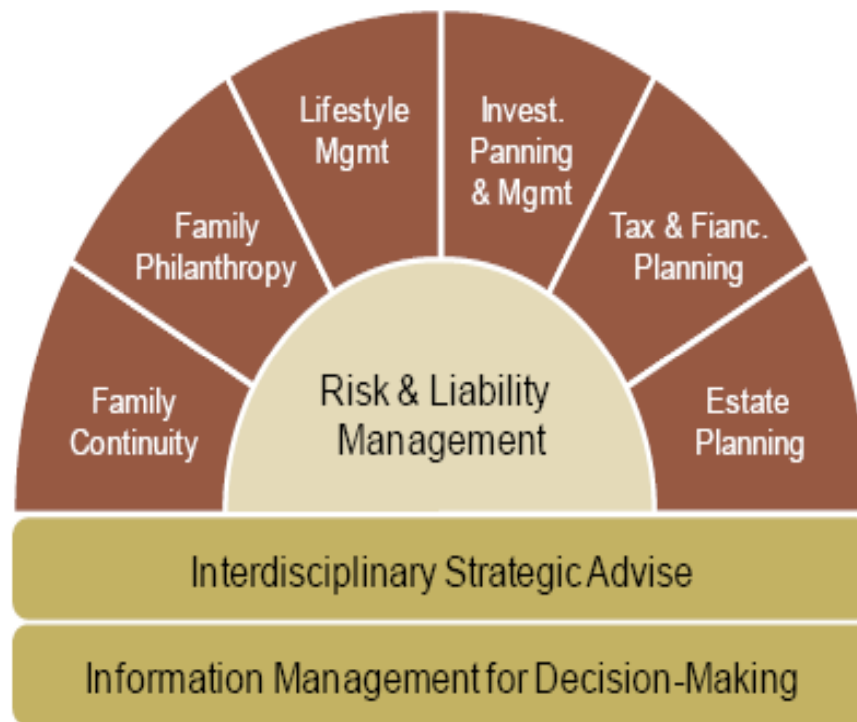 Lifestyle
Mgmt
Invest.
Panning
& Mgmt
Family
Philanthropy
Tax & Fianc.
Planning
Family
Continuity
Risk & Liability
Management
Estate
Planning
Interdisciplinary Strategic Advise
Information Management for Decision-Making